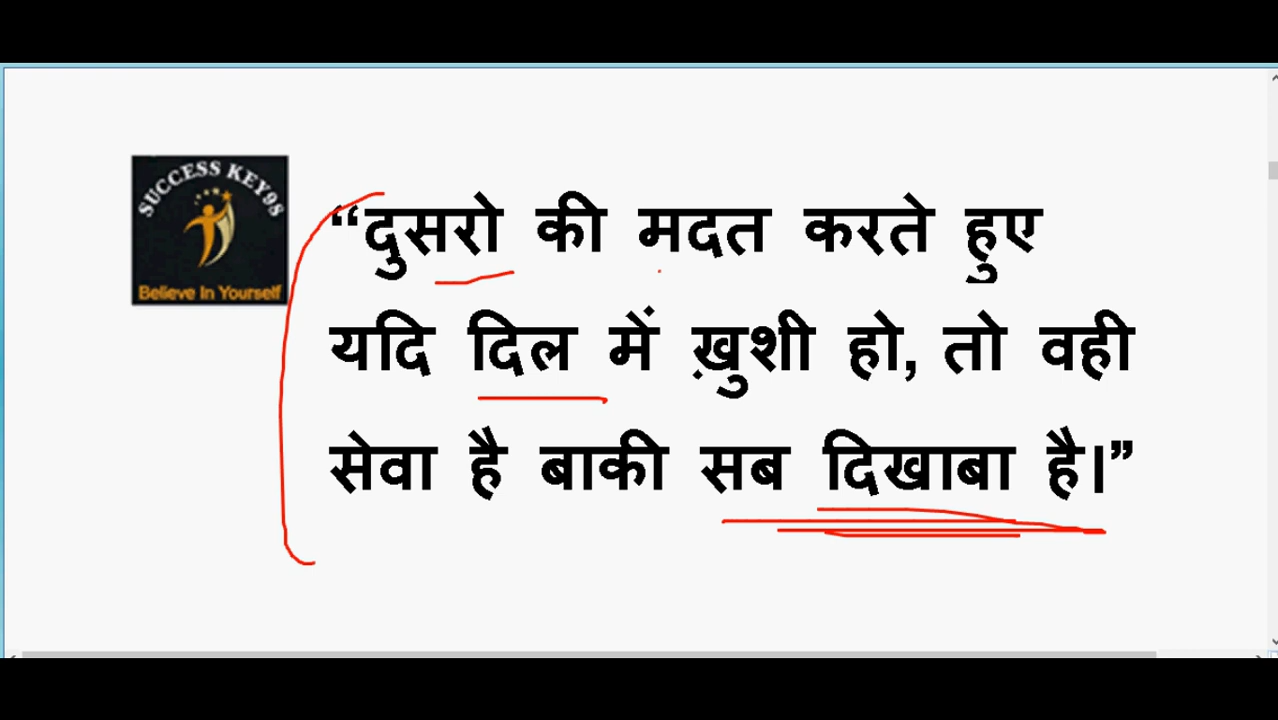 SUCCESS KEY98
Believe In Yourself
“दुसरो की मदत करते हुए
यदि दिल में ख़ुशी हो, तो वही
सेवा है बाकी सब दिखाबा है।”